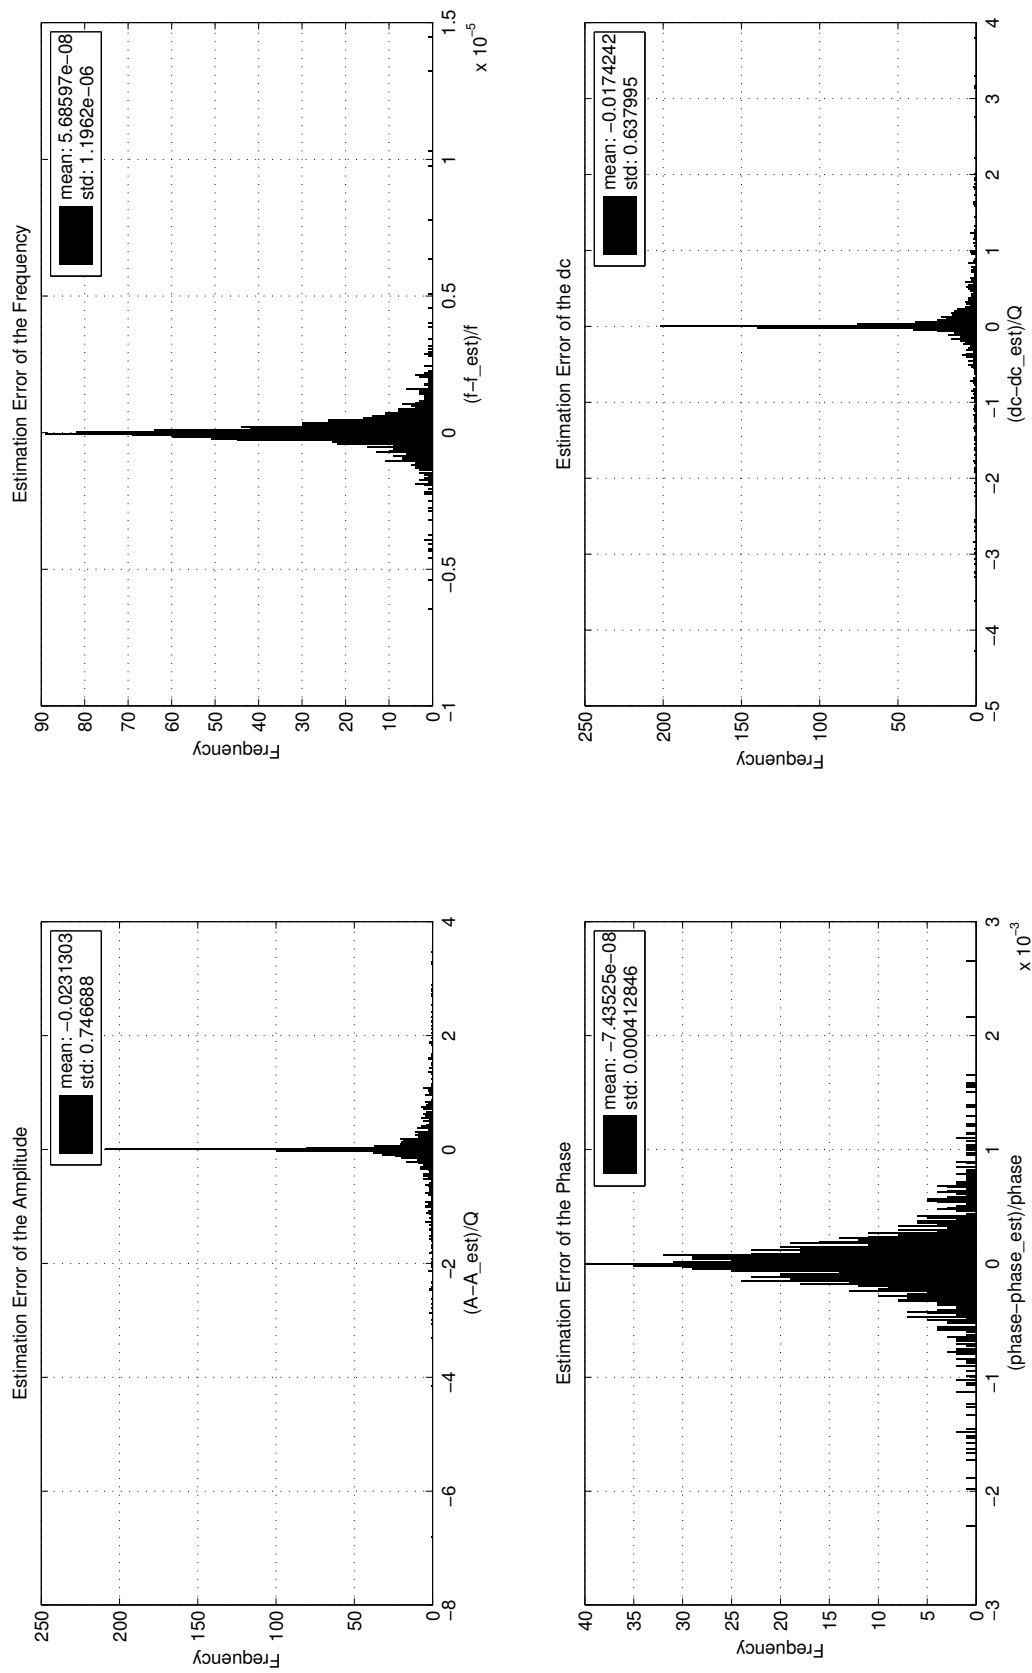 Estimation Error of the Amplitude
mean: −0.0231303
std: 0.746688
250
200
150
100
50
0
Frequency
−8
−6
−4
−2
0
2
4
(A−A_est)/Q
Estimation Error of the Frequency
mean: 5.68597e−08
std: 1.1962e−06
90
80
70
60
50
40
30
20
10
0
Frequency
−1
−0.5
0
0.5
1
1.5
x 10−5
(f−f_est)/f
Estimation Error of the Phase
mean: −7.43525e−08
std: 0.000412846
40
35
30
25
20
15
10
5
0
Frequency
−3
−2
−1
0
1
2
3
x 10−3
(phase−phase_est)/phase
Estimation Error of the dc
mean: −0.0174242
std: 0.637995
250
200
150
100
50
0
Frequency
−5
−4
−3
−2
−1
0
1
2
3
4
(dc−dc_est)/Q